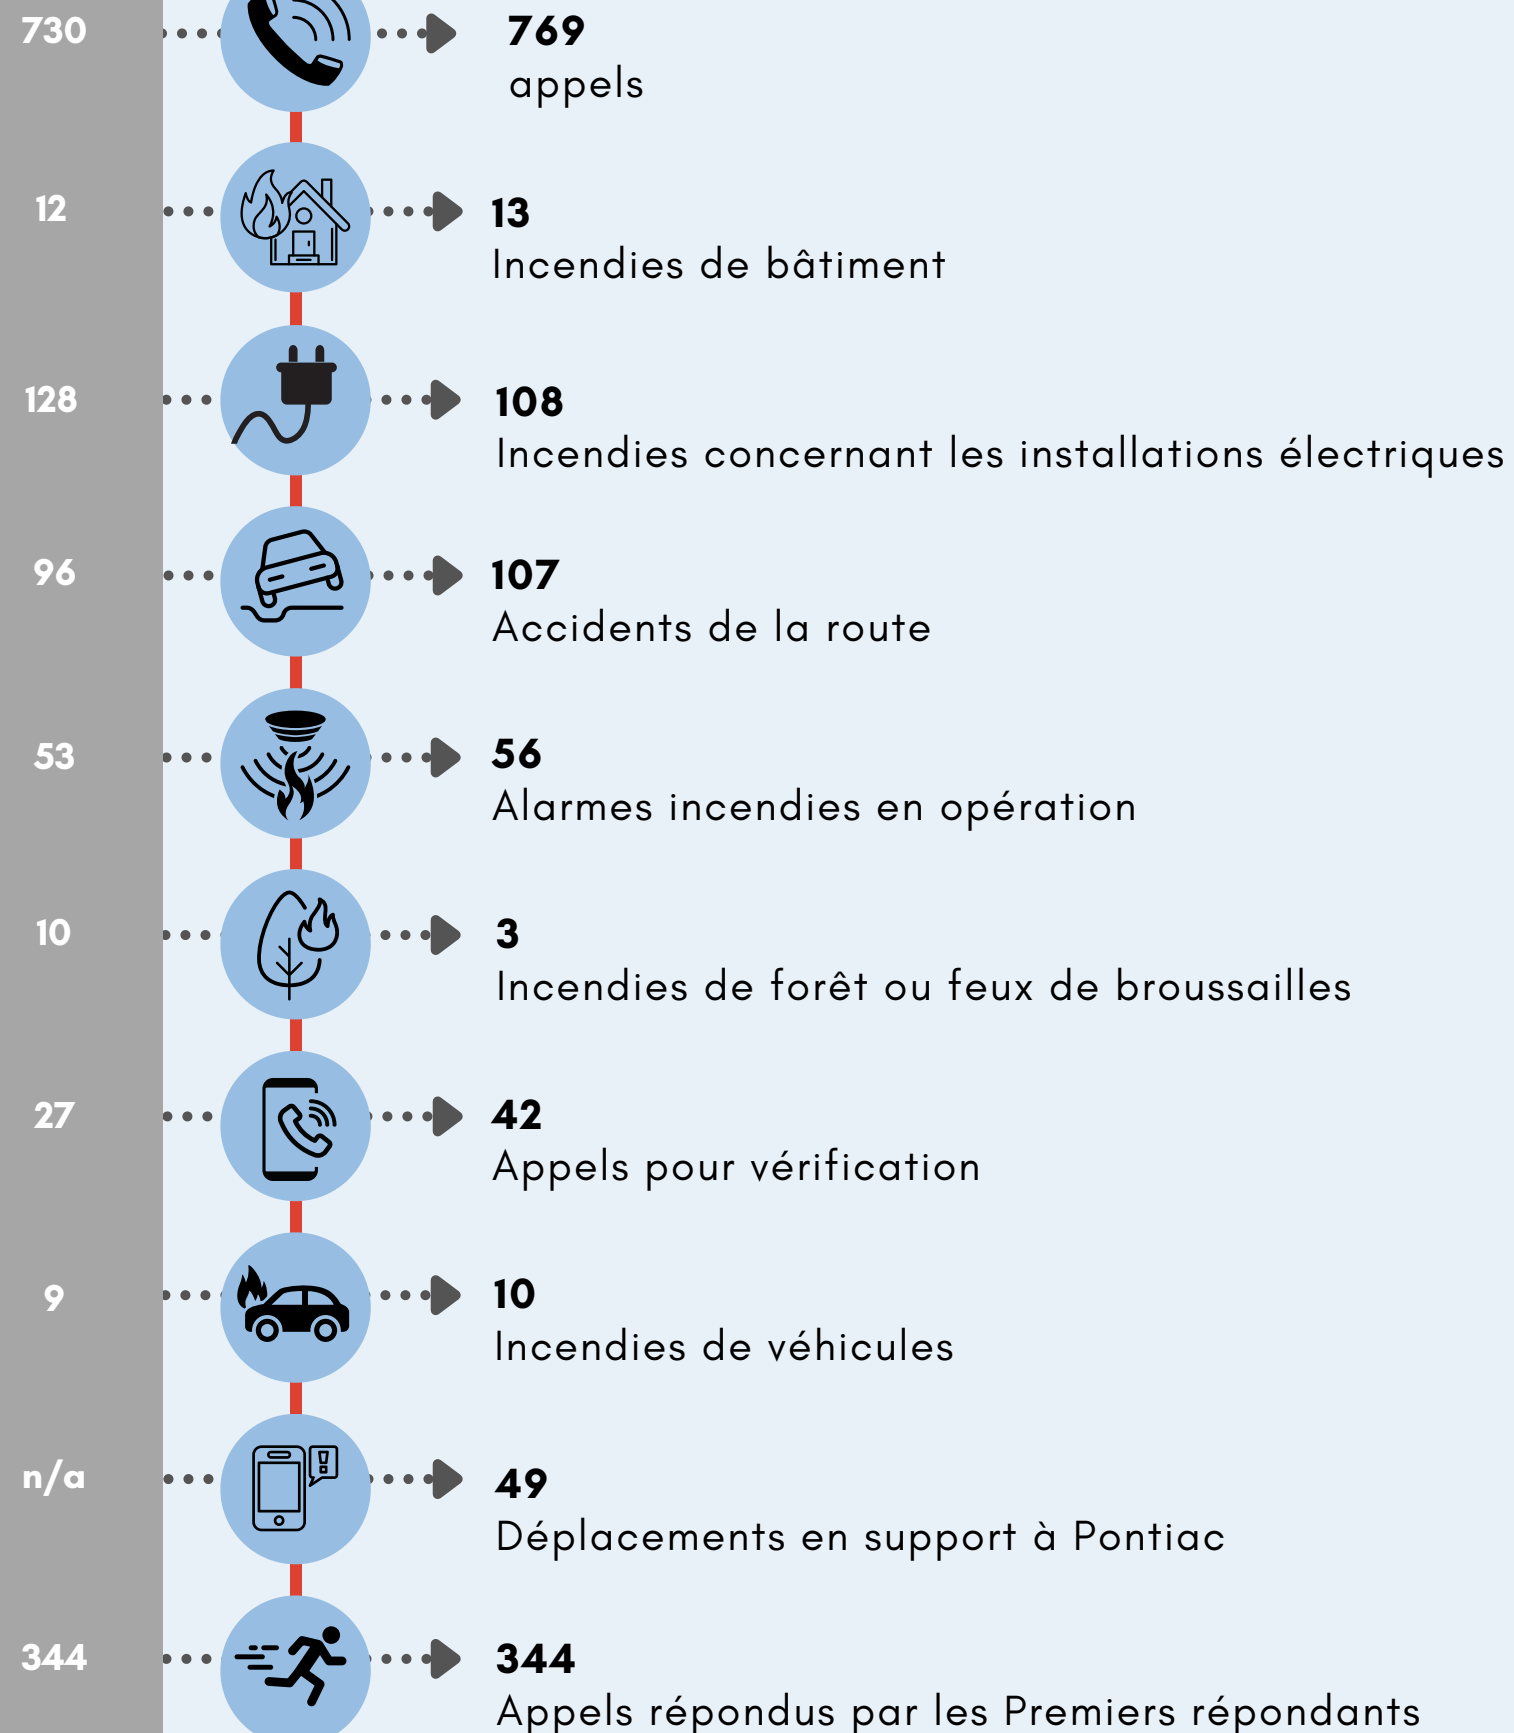 730
769
appels
12
13
Incendies de bâtiment
128
108
Incendies concernant les installations électriques
96
107
Accidents de la route
53
56
Alarmes incendies en opération
10
3
Incendies de forêt ou feux de broussailles
27
42
Appels pour vérification
9
10
Incendies de véhicules
n/a
49
Déplacements en support à Pontiac
344
344
Appels répondus par les Premiers répondants